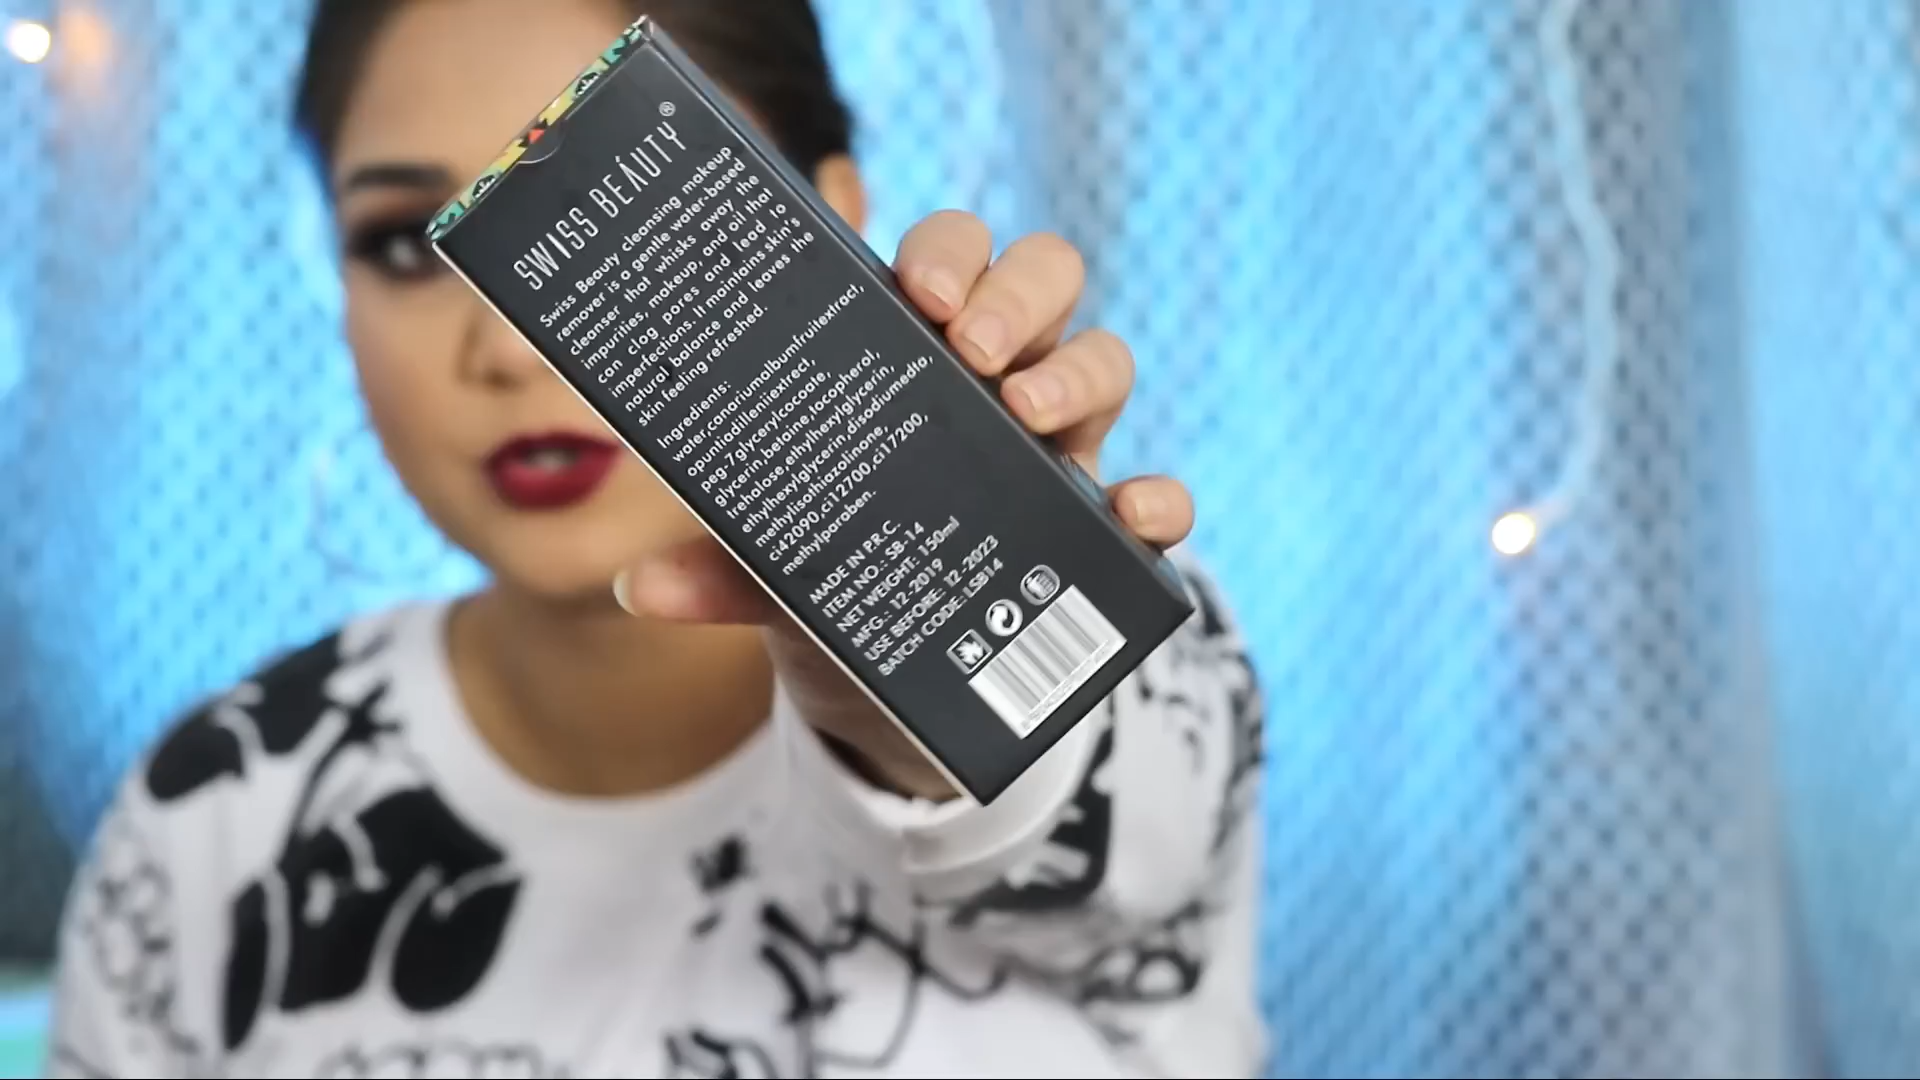 SWISS BEÁUTY®
Swiss Beauty cleansing makeup
remover is a gentle water-based
cleanser that whisks away the
impurities, makeup, and oil that
can clog pores and lead to
imperfections. It maintains skin's
natural balance and leaves the
skin feeling refreshed.
Ingredients:
water,canariumalbumfruitextract,
opuntiadilleniiextract,
peg-7glycerylcocoate,
glycerin,betaine,tocopherol,
trehalose,ethylhexylglycerin,
ethylhexylglycerin,disodiumedta,
methylisothiazolinone,
ci42090,ci12700,ci17200,
methylparaben.
MADE IN P.R.C.
ITEM NO.: SB-14
NET WEIGHT: 150ml
MFG.: 12-2019
USE BEFORE: 12-2023
BATCH CODE: LSB14